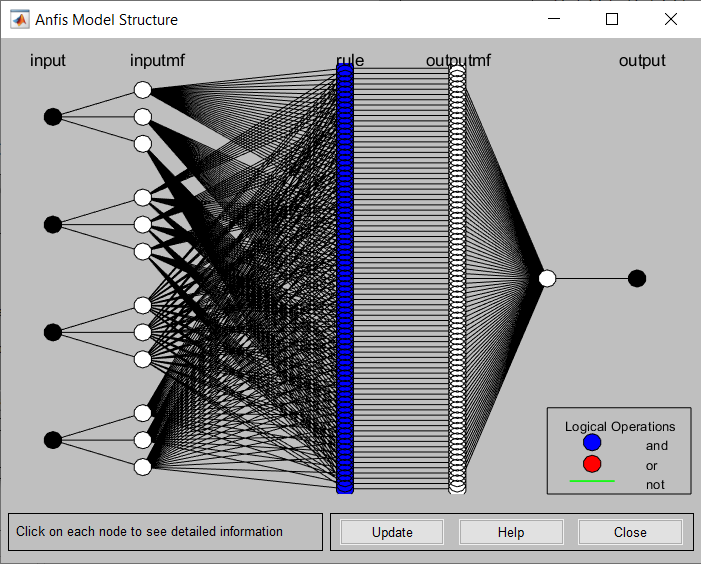 Anfis Model Structure
input inputmf rule outputmf output
Logical Operations
and
or
not
Click on each node to see detailed information
Update Help Close